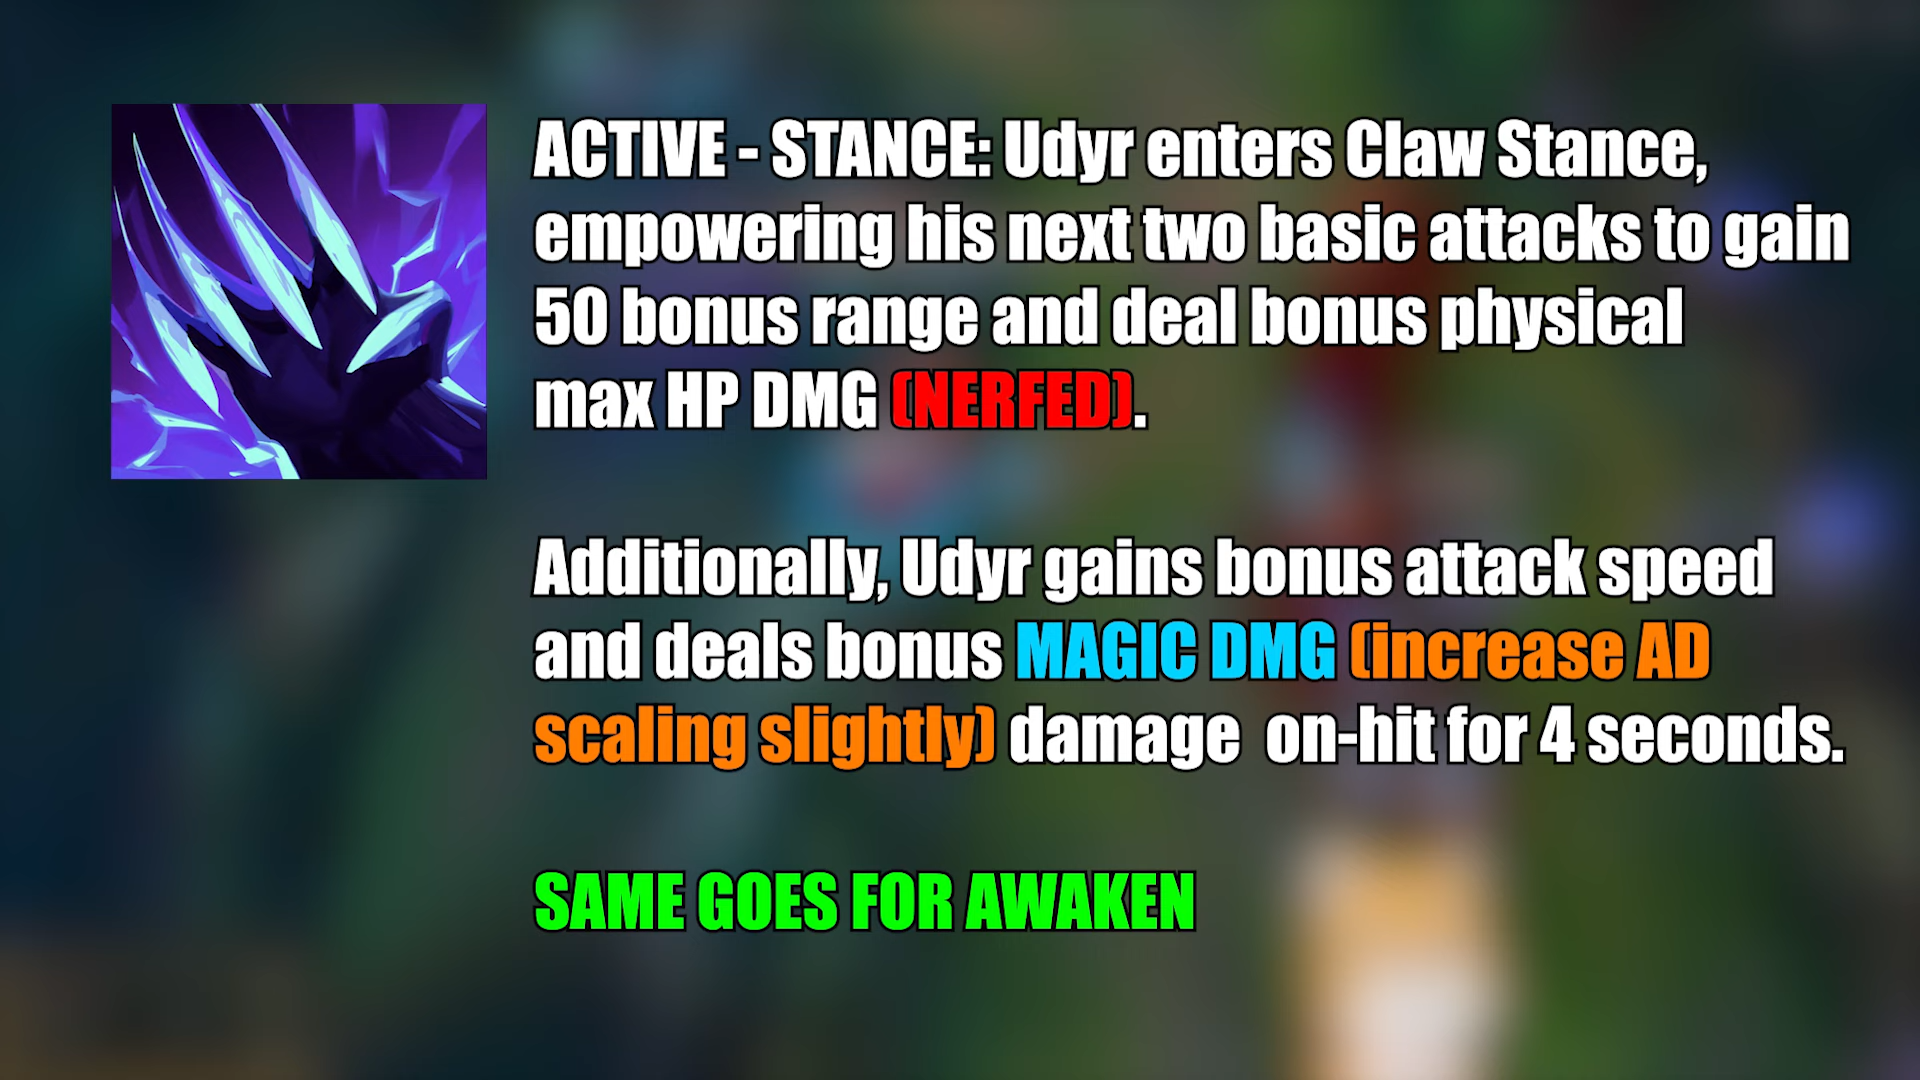 ACTIVE - STANCE: Udyr enters Claw Stance,
empowering his next two basic attacks to gain
50 bonus range and deal bonus physical
max HP DMG (NERFED).
Additionally, Udyr gains bonus attack speed
and deals bonus MAGIC DMG (increase AD
scaling slightly) damage  on-hit for 4 seconds.
SAME GOES FOR AWAKEN